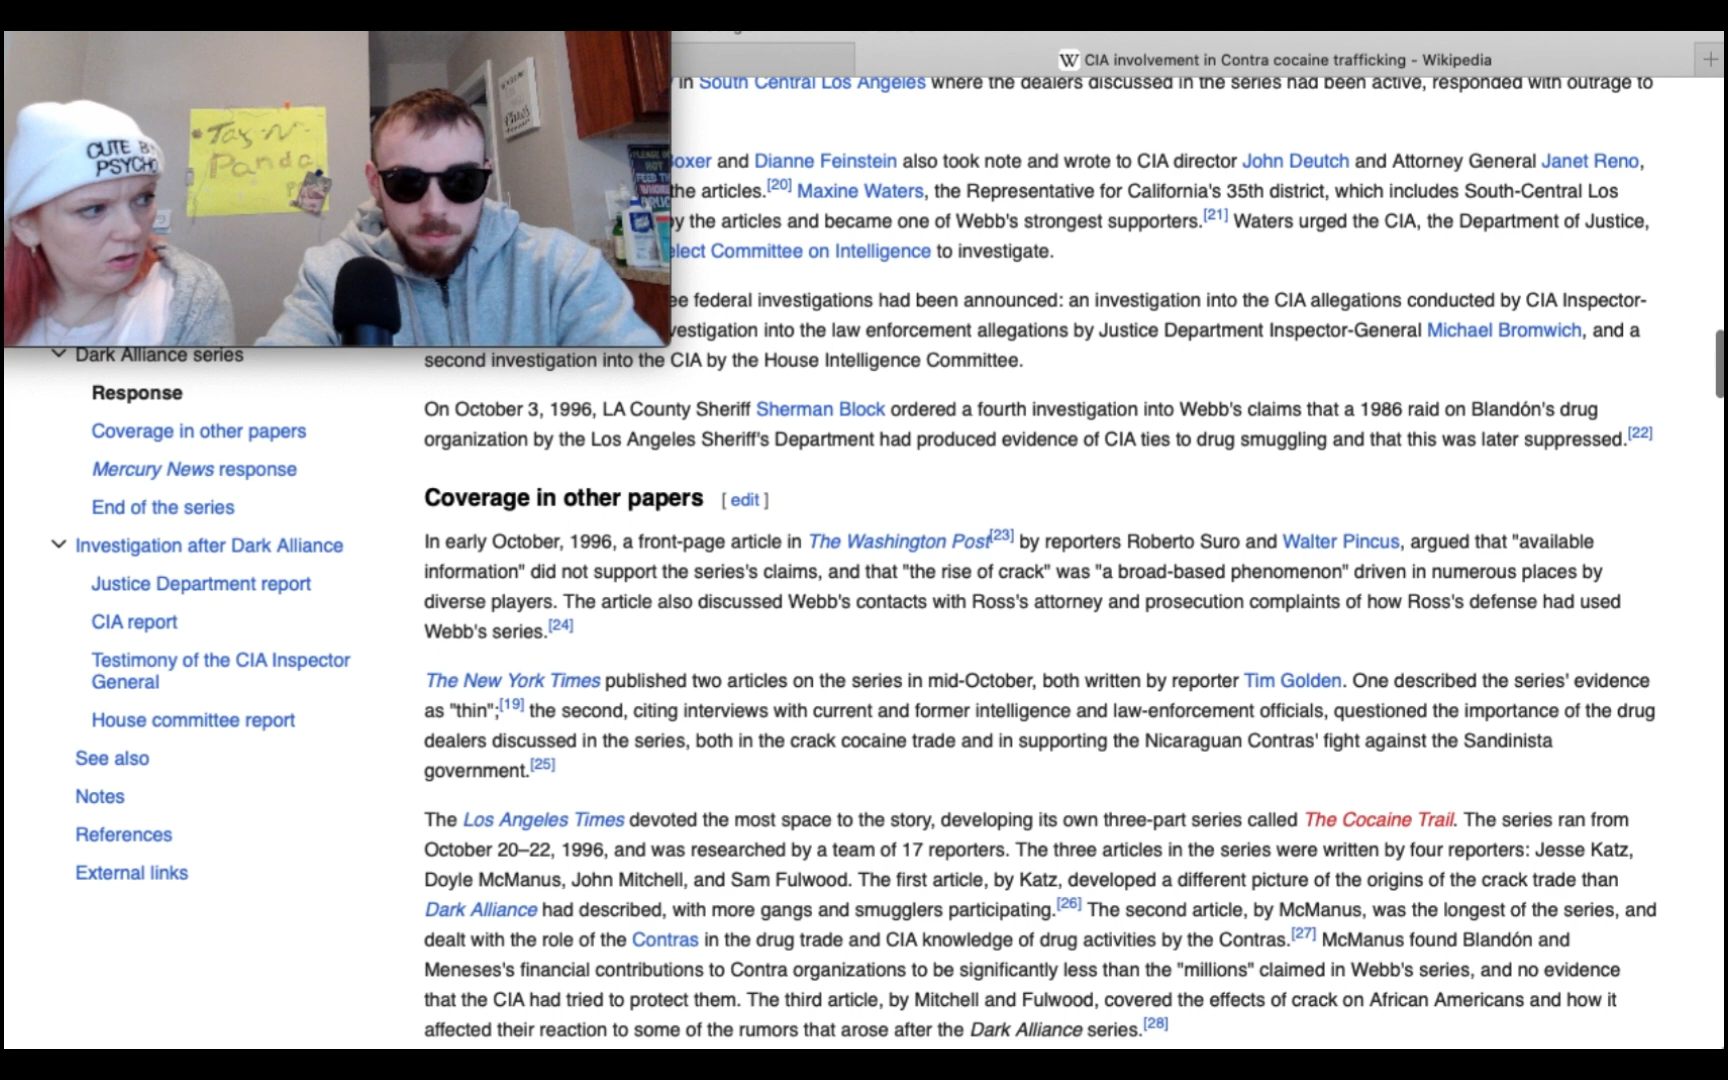 CIA involvement in Contra cocaine trafficking - Wikipedia
in South Central Los Angeles where the dealers discussed in the series had been active, responded with outrage to
CUTE BUT
PSYCHO
Tay-N-
Panda
oxer and Dianne Feinstein also took note and wrote to CIA director John Deutch and Attorney General Janet Reno,
the articles.[20] Maxine Waters, the Representative for California's 35th district, which includes South-Central Los
y the articles and became one of Webb's strongest supporters.[21] Waters urged the CIA, the Department of Justice,
elect Committee on Intelligence to investigate.
ee federal investigations had been announced: an investigation into the CIA allegations conducted by CIA Inspector-
vestigation into the law enforcement allegations by Justice Department Inspector-General Michael Bromwich, and a
second investigation into the CIA by the House Intelligence Committee.
On October 3, 1996, LA County Sheriff Sherman Block ordered a fourth investigation into Webb's claims that a 1986 raid on Blandón's drug
organization by the Los Angeles Sheriff's Department had produced evidence of CIA ties to drug smuggling and that this was later suppressed.[22]
Dark Alliance series
Response
Coverage in other papers
Mercury News response
End of the series
Investigation after Dark Alliance
Justice Department report
CIA report
Testimony of the CIA Inspector
General
House committee report
See also
Notes
References
External links
Coverage in other papers [ edit ]
In early October, 1996, a front-page article in The Washington Post[23] by reporters Roberto Suro and Walter Pincus, argued that "available
information" did not support the series's claims, and that "the rise of crack" was "a broad-based phenomenon" driven in numerous places by
diverse players. The article also discussed Webb's contacts with Ross's attorney and prosecution complaints of how Ross's defense had used
Webb's series.[24]
The New York Times published two articles on the series in mid-October, both written by reporter Tim Golden. One described the series' evidence
as "thin";[19] the second, citing interviews with current and former intelligence and law-enforcement officials, questioned the importance of the drug
dealers discussed in the series, both in the crack cocaine trade and in supporting the Nicaraguan Contras' fight against the Sandinista
government.[25]
The Los Angeles Times devoted the most space to the story, developing its own three-part series called The Cocaine Trail. The series ran from
October 20–22, 1996, and was researched by a team of 17 reporters. The three articles in the series were written by four reporters: Jesse Katz,
Doyle McManus, John Mitchell, and Sam Fulwood. The first article, by Katz, developed a different picture of the origins of the crack trade than
Dark Alliance had described, with more gangs and smugglers participating.[26] The second article, by McManus, was the longest of the series, and
dealt with the role of the Contras in the drug trade and CIA knowledge of drug activities by the Contras.[27] McManus found Blandón and
Meneses's financial contributions to Contra organizations to be significantly less than the "millions" claimed in Webb's series, and no evidence
that the CIA had tried to protect them. The third article, by Mitchell and Fulwood, covered the effects of crack on African Americans and how it
affected their reaction to some of the rumors that arose after the Dark Alliance series.[28]